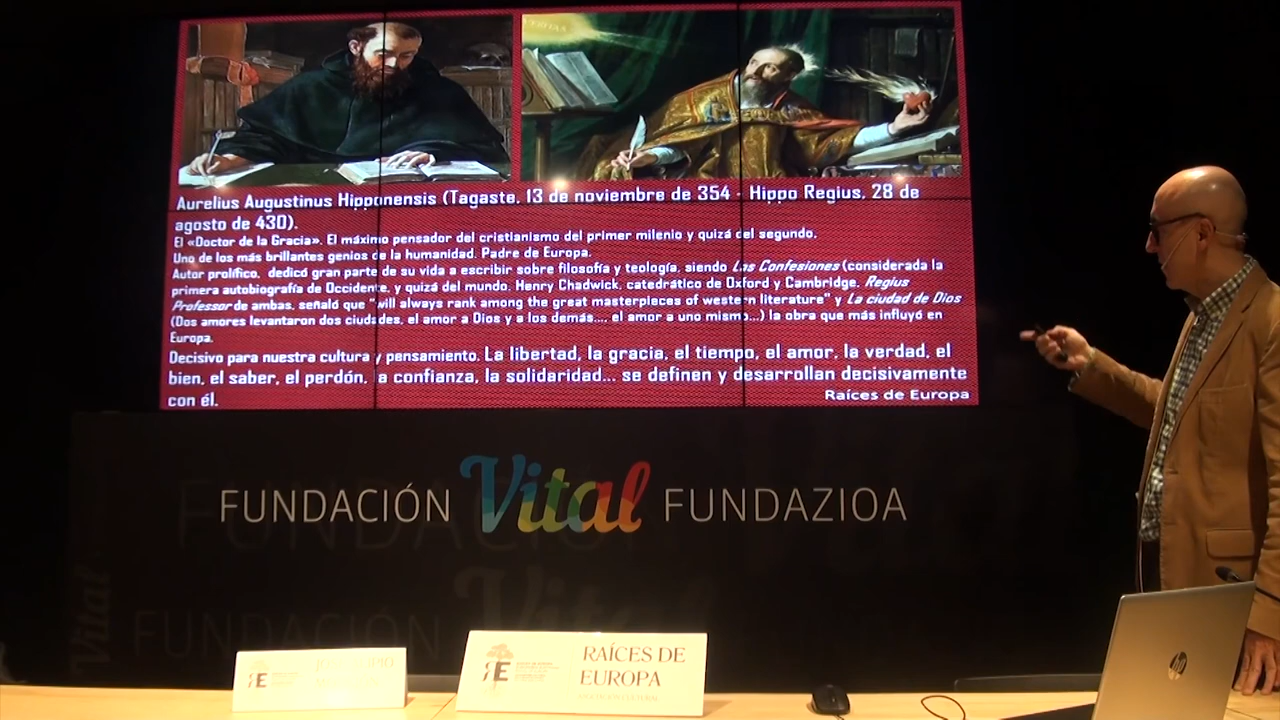 Aurelius Augustinus Hipponensis (Tagaste, 13 de noviembre de 354 - Hippo Regius, 28 de
agosto de 430).
El «Doctor de la Gracia». El máximo pensador del cristianismo del primer milenio y quizá del segundo.
Uno de los más brillantes genios de la humanidad. Padre de Europa.
Autor prolífico, dedicó gran parte de su vida a escribir sobre filosofía y teología, siendo Las Confesiones (considerada la
primera autobiografía de Occidente, y quizá del mundo. Henry Chadwick, catedrático de Oxford y Cambridge, Regius
Professor de ambas, señaló que "will always rank among the great masterpieces of western literature" y La ciudad de Dios
(Dos amores levantaron dos ciudades, el amor a Dios y a los demás…. el amor a uno mismo…) la obra que más influyó en
Europa.
Decisivo para nuestra cultura y pensamiento. La libertad, la gracia, el tiempo, el amor, la verdad, el
bien, el saber, el perdón, la confianza, la solidaridad… se definen y desarrollan decisivamente
con él.
Raíces de Europa
FUNDACIÓN Vital FUNDAZIOA
RAÍCES DE
EUROPA
hp